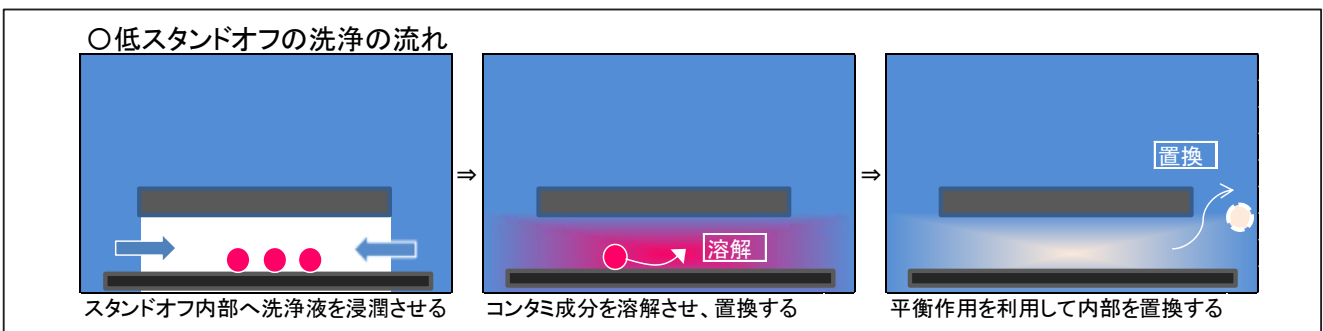 〇低スタンドオフの洗浄の流れ
⇒
⇒
置換
溶解
スタンドオフ内部へ洗浄液を浸潤させる
コンタミ成分を溶解させ、置換する
平衡作用を利用して内部を置換する